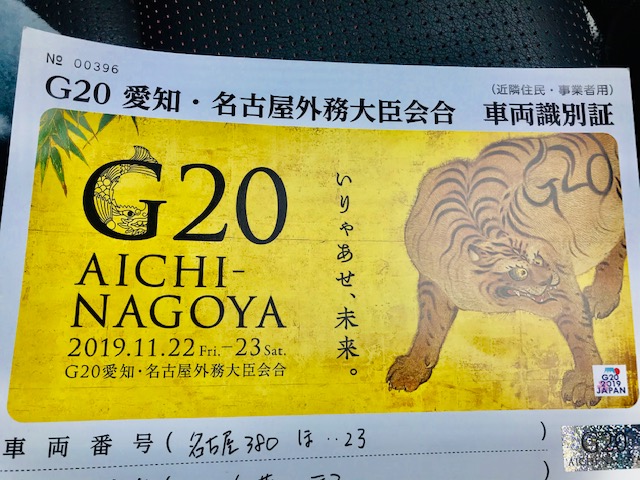 № 00396
(近隣住民・事業者用)
G20 愛知・名古屋外務大臣会合 車両識別証
G20
AICHI-
NAGOYA
2019.11.22 Fri.–23 Sat.
G20愛知・名古屋外務大臣会合
いりゃあせ、未来。
G20
G20
2019
JAPAN
車両番号( 名古屋 380 ほ ‥23 )
G20